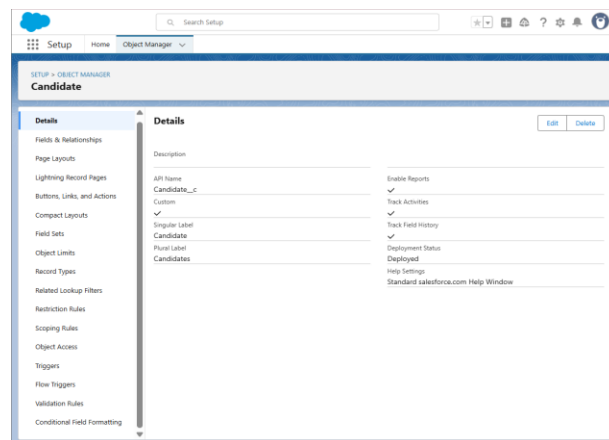 Search Setup
Setup Home Object Manager
SETUP > OBJECT MANAGER
Candidate
Details
Fields & Relationships
Page Layouts
Lightning Record Pages
Buttons, Links, and Actions
Compact Layouts
Field Sets
Object Limits
Record Types
Related Lookup Filters
Restriction Rules
Scoping Rules
Object Access
Triggers
Flow Triggers
Validation Rules
Conditional Field Formatting
Details
Edit Delete
Description
API Name
Candidate__c
Custom
Singular Label
Candidate
Plural Label
Candidates
Enable Reports
Track Activities
Track Field History
Deployment Status
Deployed
Help Settings
Standard salesforce.com Help Window